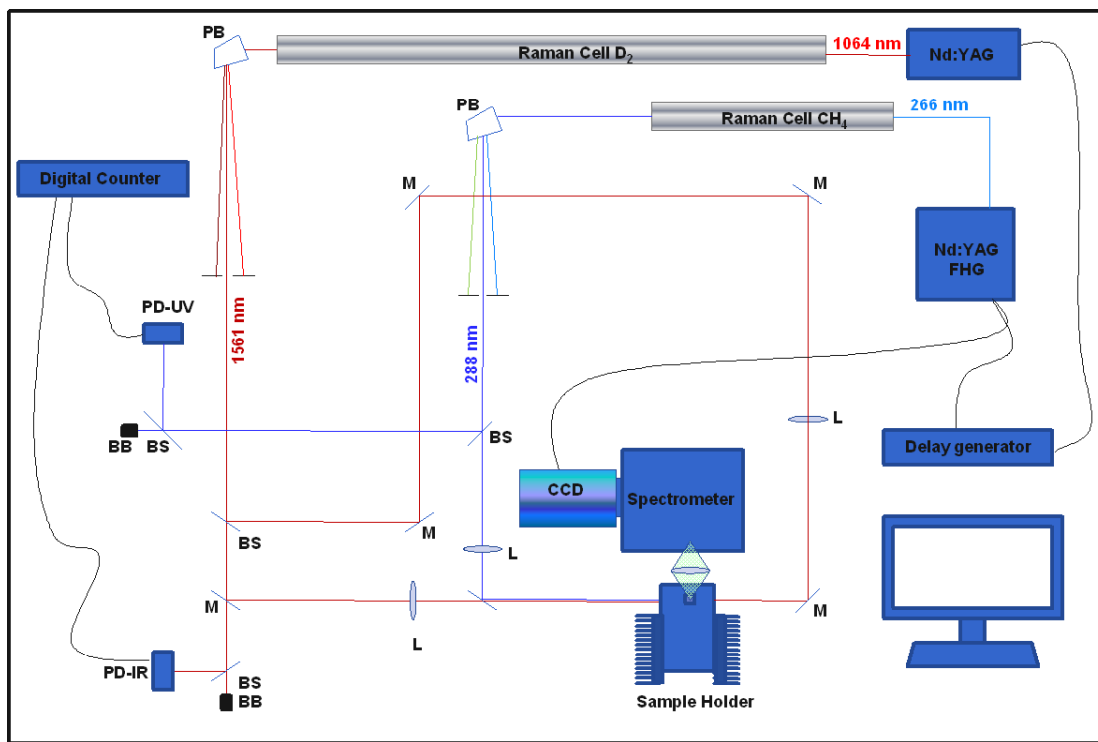 PB
Raman Cell D₂
1064 nm
Nd:YAG
PB
Raman Cell CH₄
266 nm
Digital Counter
M
M
Nd:YAG
FHG
PD-UV
1561 nm
288 nm
BB
BS
BS
L
Delay generator
CCD
Spectrometer
BS
M
L
M
L
M
PD-IR
BS
BB
Sample Holder